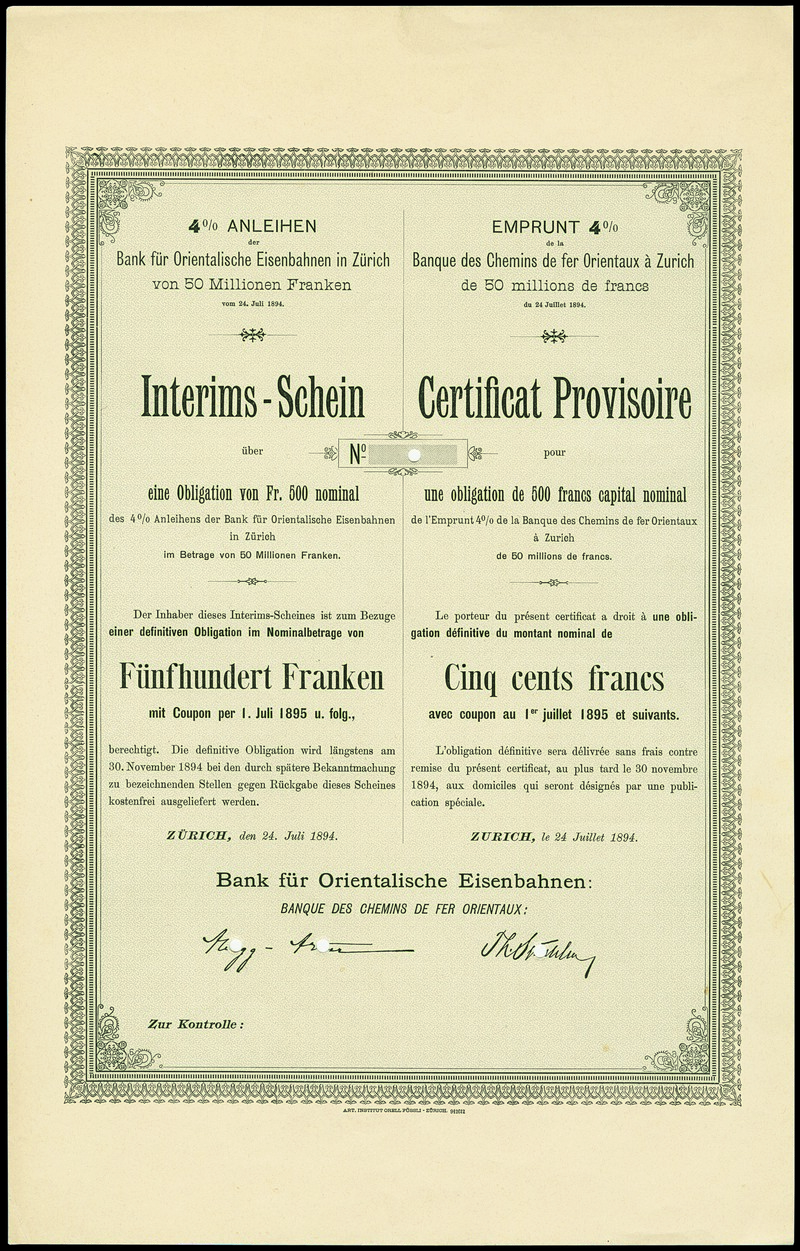 4% ANLEIHEN
der
Bank für Orientalische Eisenbahnen in Zürich
von 50 Millionen Franken
vom 24. Juli 1894.
Interims-Schein
über
eine Obligation von Fr. 500 nominal
des 4% Anleihens der Bank für Orientalische Eisenbahnen
in Zürich
im Betrage von 50 Millionen Franken.
Der Inhaber dieses Interims-Scheines ist zum Bezuge
einer definitiven Obligation im Nominalbetrage von
Fünfhundert Franken
mit Coupon per 1. Juli 1895 u. folg.,
berechtigt. Die definitive Obligation wird längstens am
30. November 1894 bei den durch spätere Bekanntmachung
zu bezeichnenden Stellen gegen Rückgabe dieses Scheines
kostenfrei ausgeliefert werden.
ZÜRICH, den 24. Juli 1894.
EMPRUNT 4%
de la
Banque des Chemins de fer Orientaux à Zurich
de 50 millions de francs
du 24 Juillet 1894.
Certificat Provisoire
No
pour
une obligation de 500 francs capital nominal
de l'Emprunt 4% de la Banque des Chemins de fer Orientaux
à Zurich
de 50 millions de francs.
Le porteur du présent certificat a droit à une obli-
gation définitive du montant nominal de
Cinq cents francs
avec coupon au 1er juillet 1895 et suivants.
L'obligation définitive sera délivrée sans frais contre
remise du présent certificat, au plus tard le 30 novembre
1894, aux domiciles qui seront désignés par une publi-
cation spéciale.
ZURICH, le 24 Juillet 1894.
Bank für Orientalische Eisenbahnen:
BANQUE DES CHEMINS DE FER ORIENTAUX:
Zur Kontrolle:
ART. INSTITUT ORELL FÜSSLI - ZÜRICH.